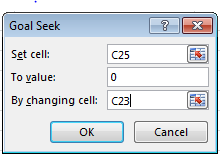 Goal Seek ?
Set cell: C25
To value: 0
By changing cell: C23
OK Cancel